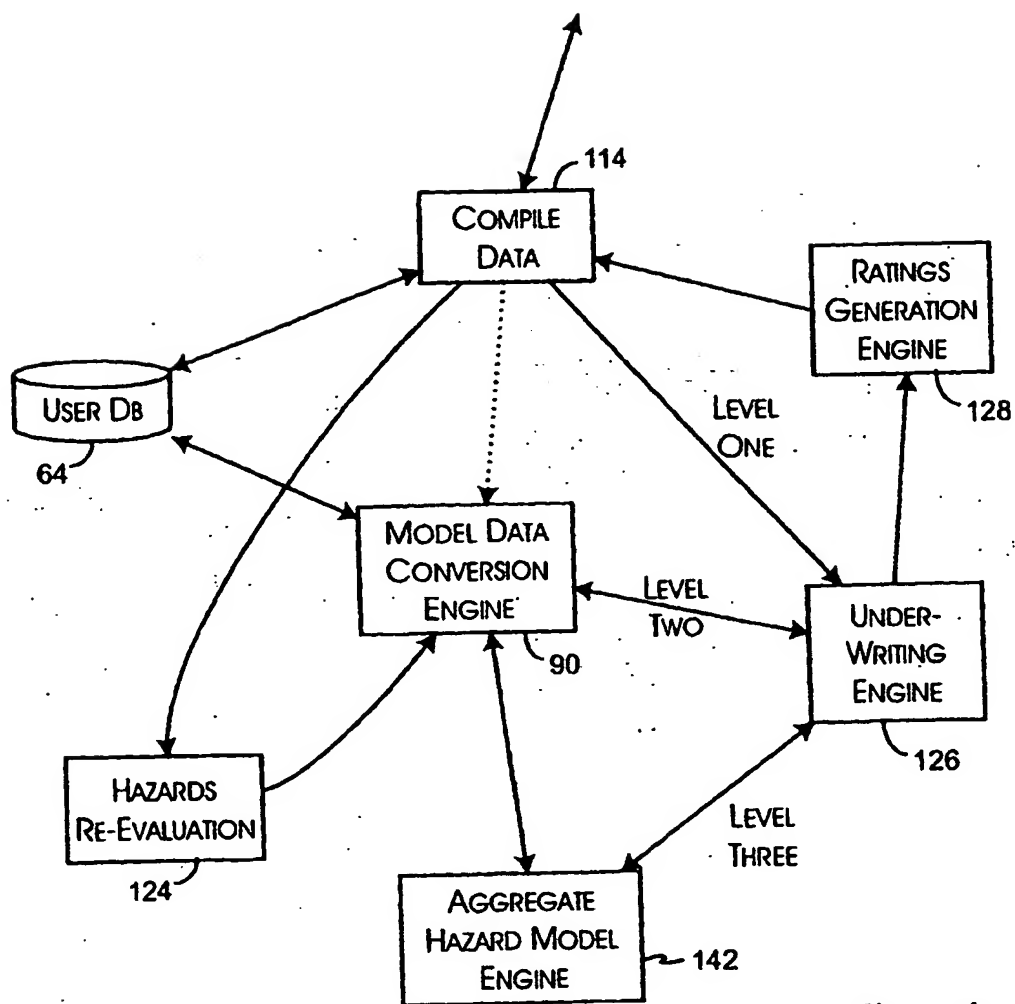 114
COMPILE
DATA
RATINGS
GENERATION
ENGINE
128
USER DB
64
LEVEL
ONE
MODEL DATA
CONVERSION
ENGINE
90
LEVEL
TWO
UNDER-
WRITING
ENGINE
126
HAZARDS
RE-EVALUATION
124
LEVEL
THREE
AGGREGATE
HAZARD MODEL
ENGINE
142